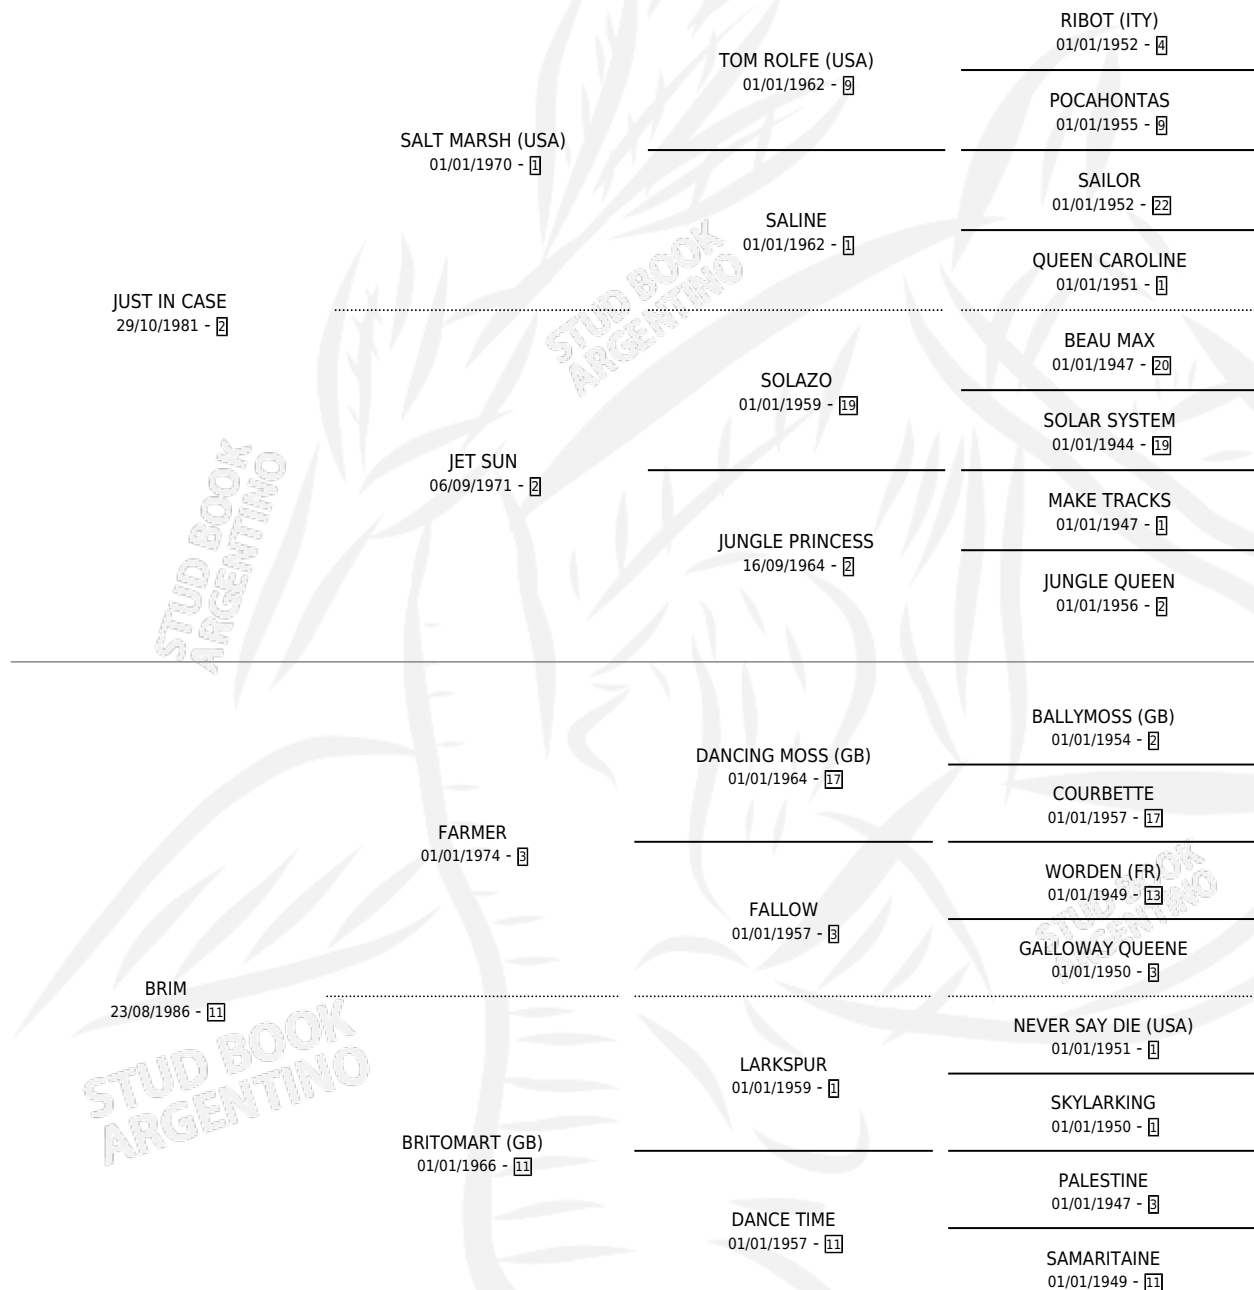 RIBOT (ITY)
01/01/1952 - 4
TOM ROLFE (USA)
01/01/1962 - 9
POCAHONTAS
01/01/1955 - 9
SALT MARSH (USA)
01/01/1970 - 1
SAILOR
01/01/1952 - 22
SALINE
01/01/1962 - 1
QUEEN CAROLINE
01/01/1951 - 1
JUST IN CASE
29/10/1981 - 2
STUD BOOK
ARGENTINO
BEAU MAX
01/01/1947 - 20
SOLAZO
01/01/1959 - 19
SOLAR SYSTEM
01/01/1944 - 19
JET SUN
06/09/1971 - 2
MAKE TRACKS
01/01/1947 - 1
JUNGLE PRINCESS
16/09/1964 - 2
JUNGLE QUEEN
01/01/1956 - 2
STUD BOOK
ARGENTINO
BALLYMOSS (GB)
01/01/1954 - 2
DANCING MOSS (GB)
01/01/1964 - 17
COURBETTE
01/01/1957 - 17
FARMER
01/01/1974 - 3
WORDEN (FR)
01/01/1949 - 13
FALLOW
01/01/1957 - 3
STUD BOOK
ARGENTINO
GALLOWAY QUEENE
01/01/1950 - 3
BRIM
23/08/1986 - 11
NEVER SAY DIE (USA)
01/01/1951 - 1
STUD BOOK
ARGENTINO
LARKSPUR
01/01/1959 - 1
SKYLARKING
01/01/1950 - 1
BRITOMART (GB)
01/01/1966 - 11
PALESTINE
01/01/1947 - 3
DANCE TIME
01/01/1957 - 11
SAMARITAINE
01/01/1949 - 11